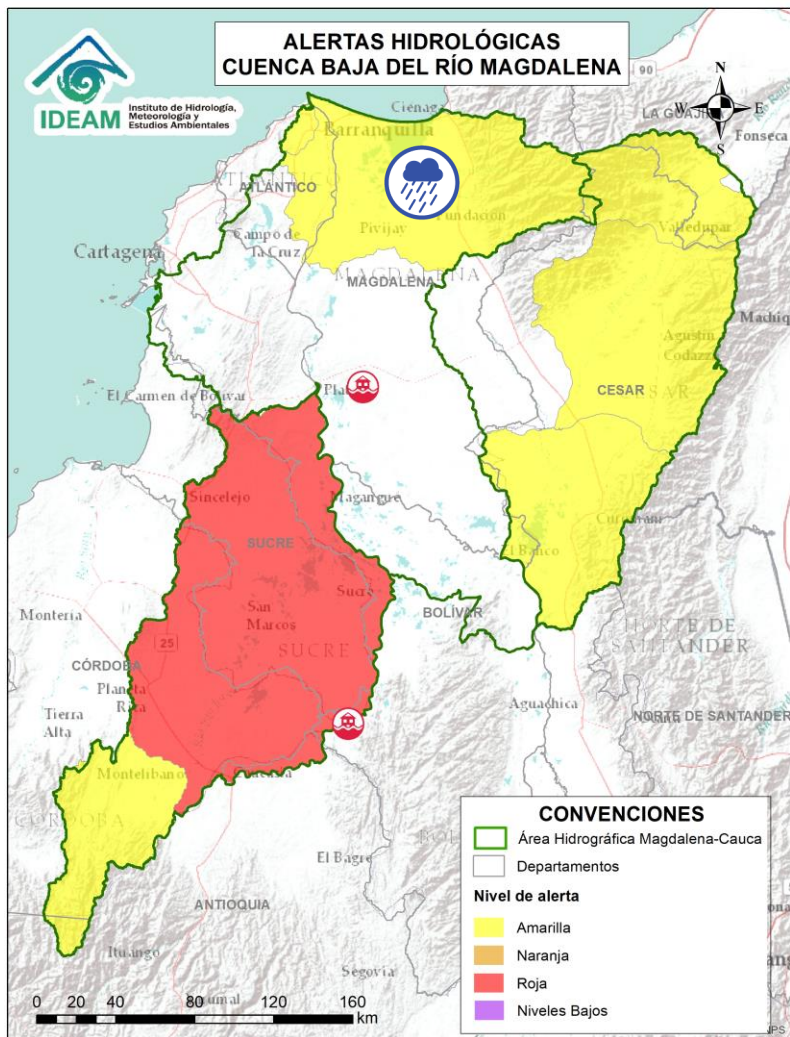 ALERTAS HIDROLÓGICAS
CUENCA BAJA DEL RÍO MAGDALENA
IDEAM
Instituto de Hidrología,
Meteorología y
Estudios Ambientales
N
W
E
S
90
Ciénaga
LA GUAJIRA
Fonseca
Barranquilla
ATLÁNTICO
Fundación
Pivijay
Valledupar
Campo de
la Cruz
Cartagena
MAGDALENA
MAGDALENA
Agustín
Codazzi
CESAR
El Carmen de Bolívar
Sincelejo
Magangué
Curumaní
El Banco
SUCRE
Sucre
BOLÍVAR
San
Marcos
SUCRE
Montería
25
CÓRDOBA
Planeta
Rica
Tierra
Alta
NORTE DE
SANTANDER
Aguachica
NORTE DE SANTANDER
Montelíbano
CÓRDOBA
El Bagre
ANTIOQUIA
Ituango
Segovia
0 20 40 80 120 160
km
CONVENCIONES
Área Hidrográfica Magdalena-Cauca
Departamentos
Nivel de alerta
Amarilla
Naranja
Roja
Niveles Bajos